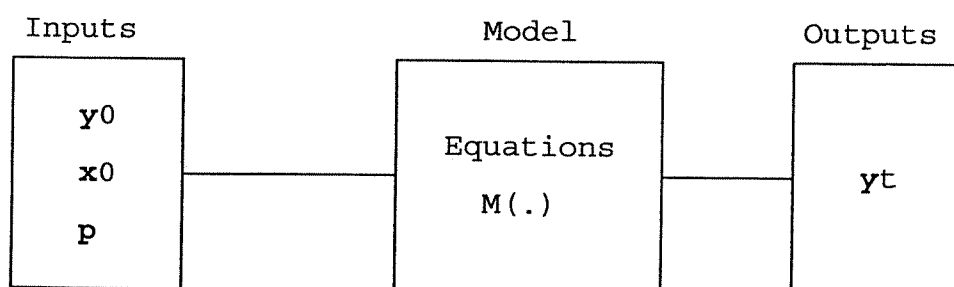 Inputs
y0
x0
p
Model
Equations
M(.)
Outputs
yt